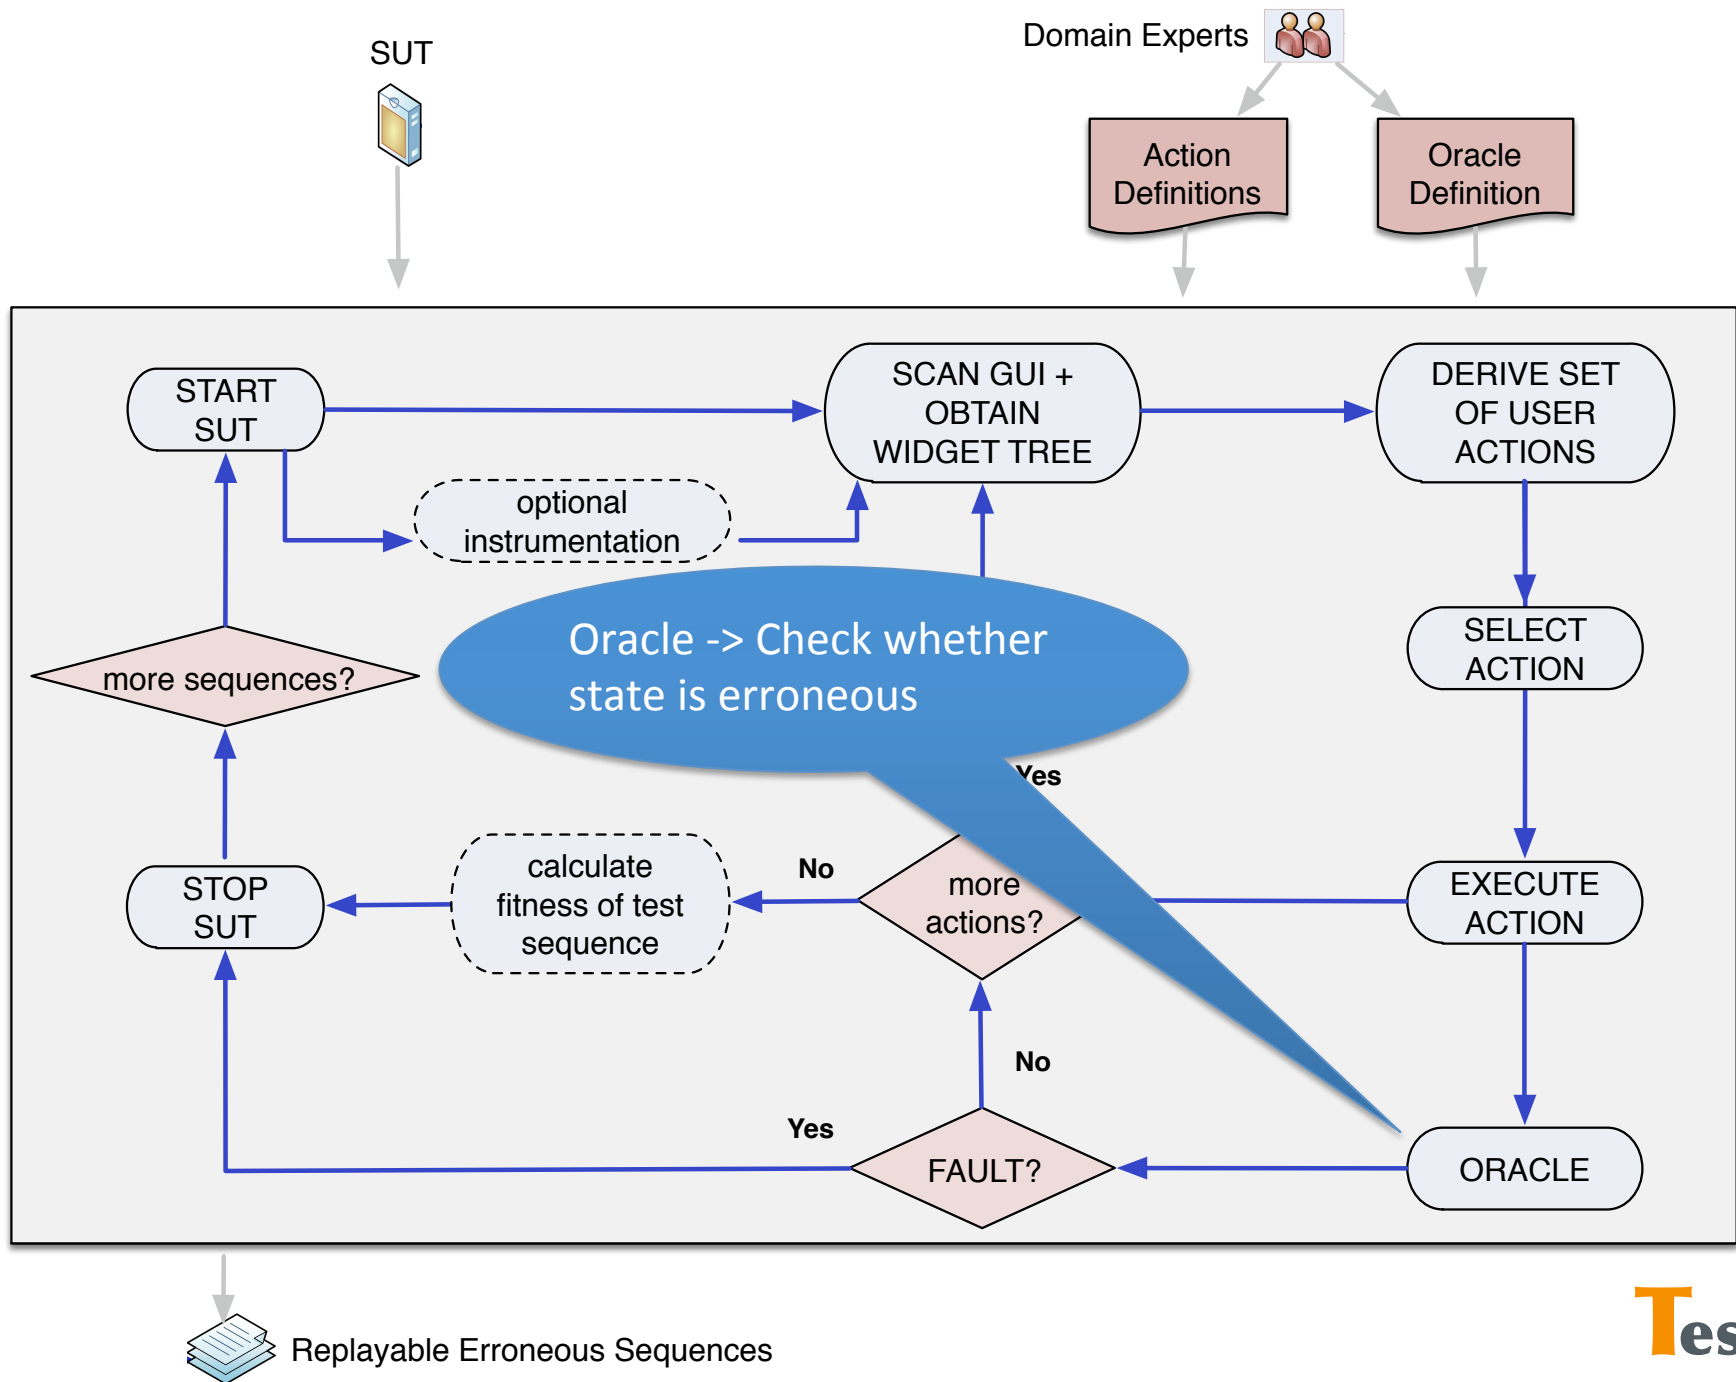 SUT
Domain Experts
Action
Definitions
Oracle
Definition
START
SUT
SCAN GUI +
OBTAIN
WIDGET TREE
DERIVE SET
OF USER
ACTIONS
optional
instrumentation
Oracle -> Check whether
state is erroneous
SELECT
ACTION
more sequences?
Yes
STOP
SUT
calculate
fitness of test
sequence
No
more
actions?
EXECUTE
ACTION
No
Yes
FAULT?
ORACLE
Replayable Erroneous Sequences
Tes